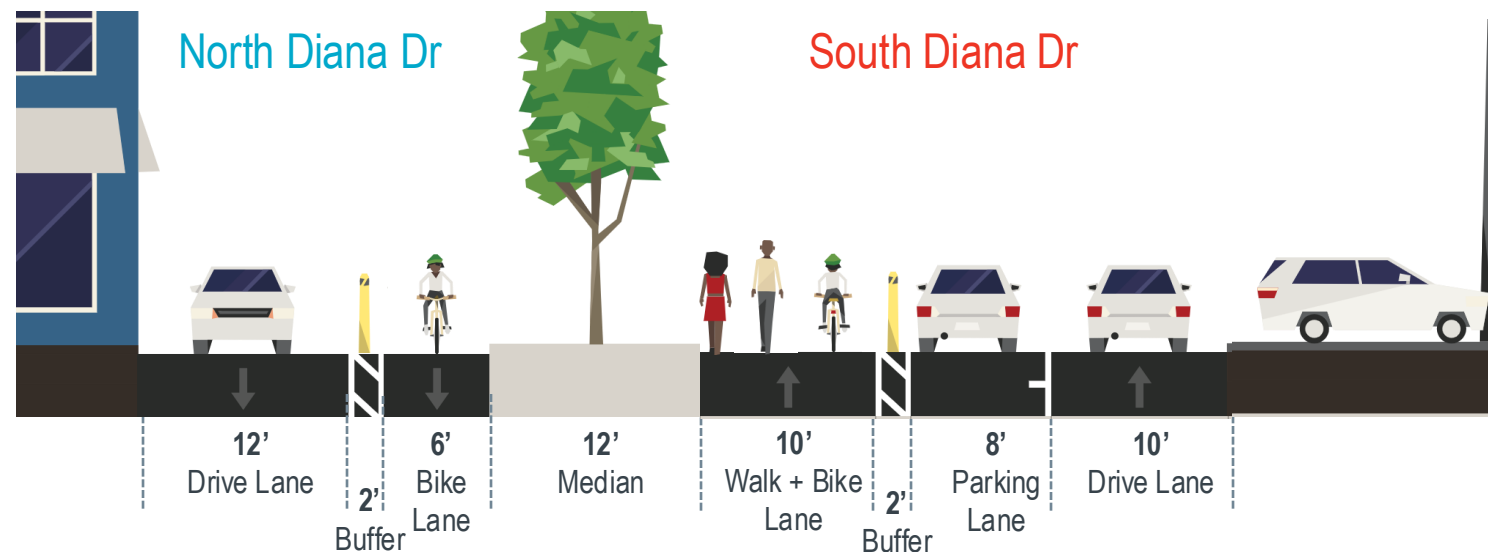 North Diana Dr
South Diana Dr
12’
Drive Lane
2’
Buffer
6’
Bike
Lane
12’
Median
10’
Walk + Bike
Lane
2’
Buffer
8’
Parking
Lane
10’
Drive Lane